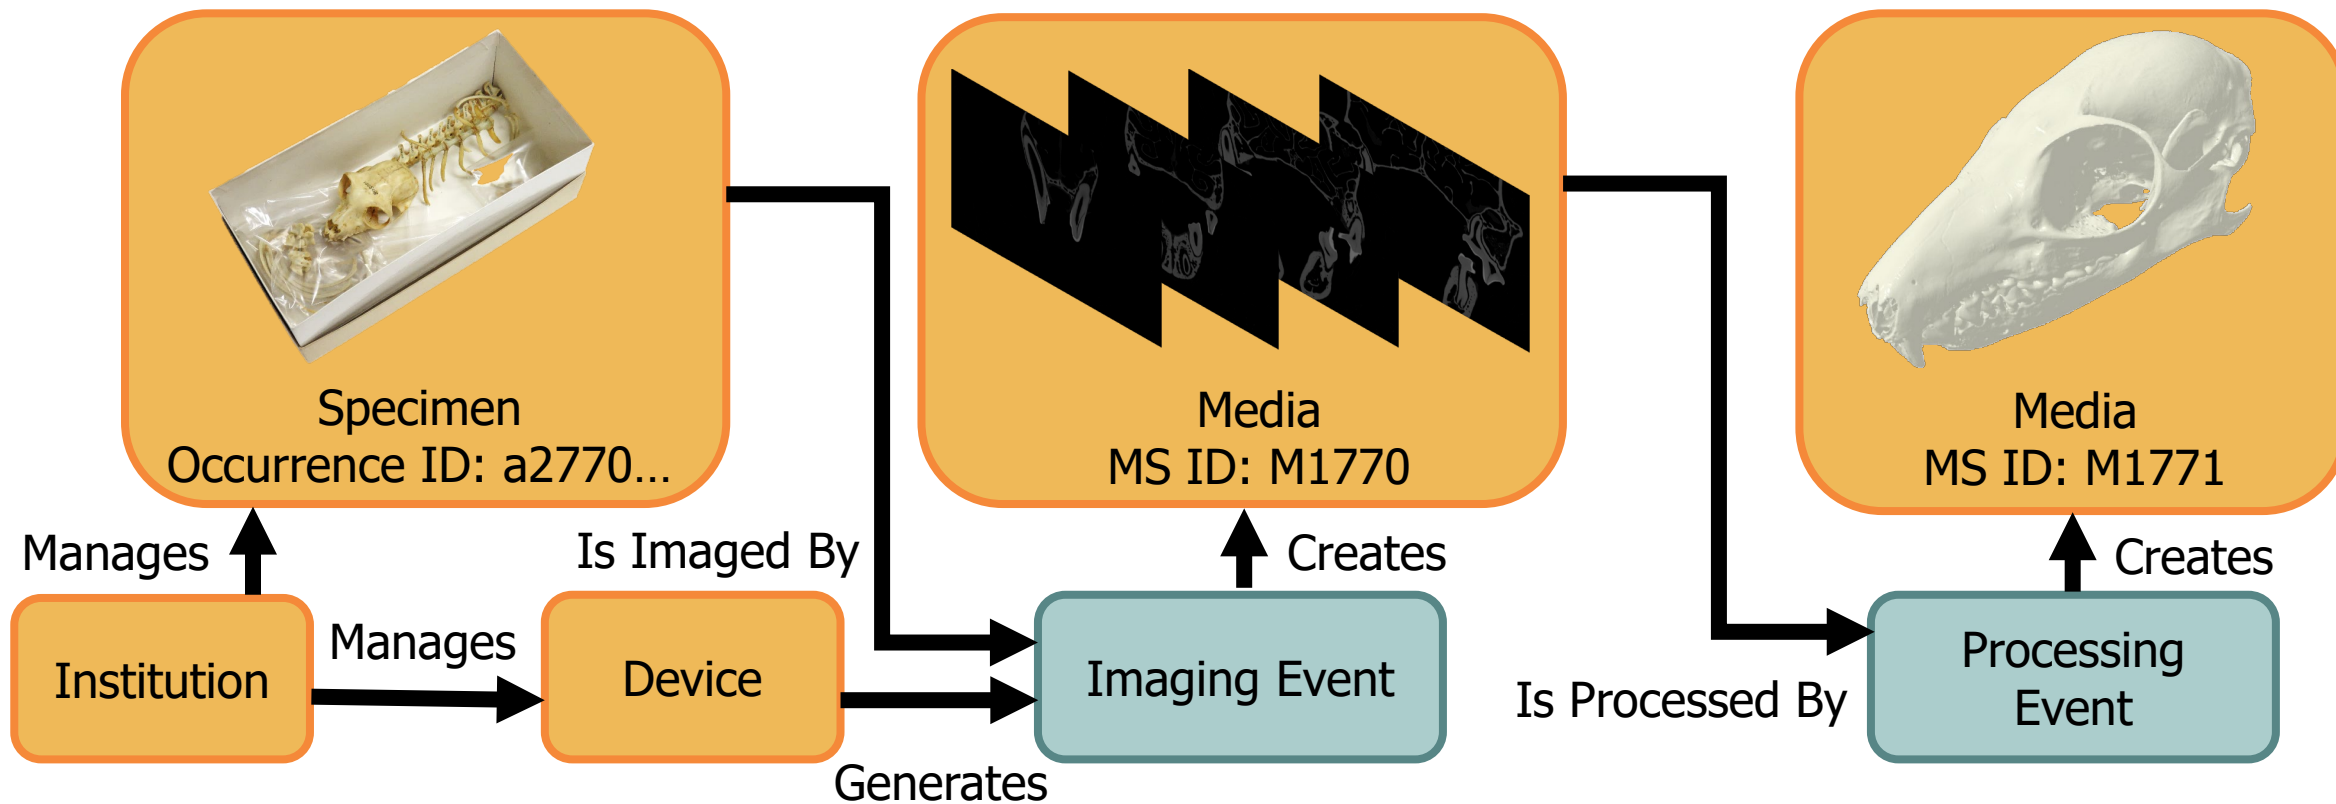 Specimen
Occurrence ID: a2770...
Media
MS ID: M1770
Media
MS ID: M1771
Manages
Is Imaged By
Creates
Creates
Institution
Manages
Device
Generates
Imaging Event
Is Processed By
Processing
Event